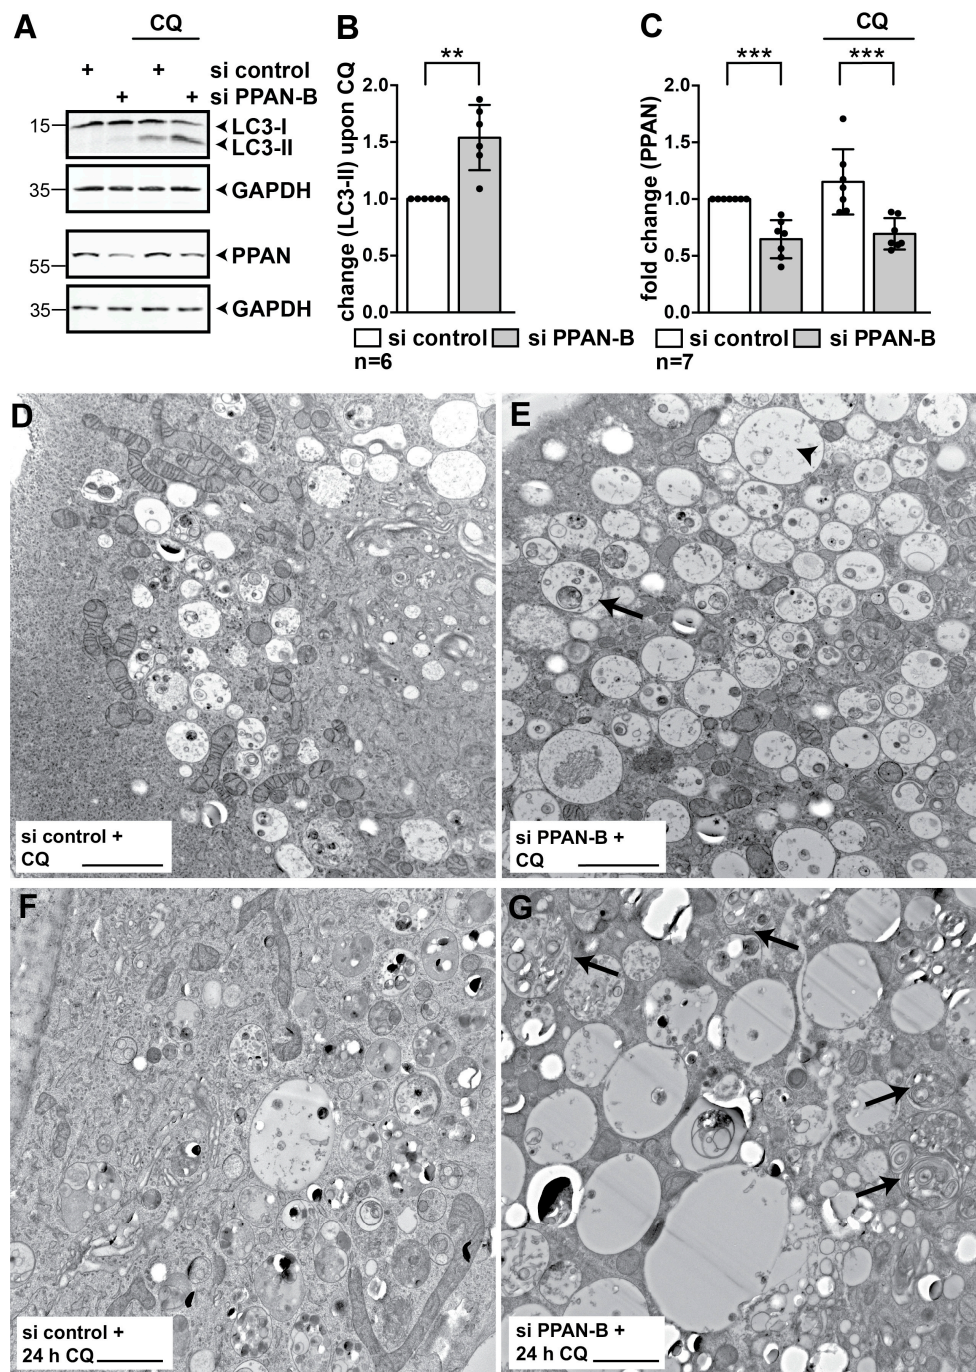 A
CQ
+ + si control
+ + si PPAN-B
15 LC3-I
LC3-II
35 GAPDH
PPAN
55
35 GAPDH
B
**
change (LC3-II) upon CQ
2.0
1.5
1.0
0.5
0.0
si control si PPAN-B
n=6
C
CQ
*** ***
fold change (PPAN)
2.0
1.5
1.0
0.5
0.0
si control si PPAN-B
n=7
D
si control +
CQ
E
si PPAN-B +
CQ
F
si control +
24 h CQ
G
si PPAN-B +
24 h CQ